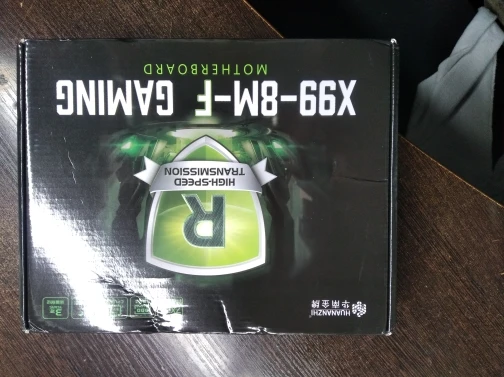 HUANANZHI
华南金牌
R
HIGH-SPEED
TRANSMISSION
X99-8M-F GAMING
MOTHERBOARD